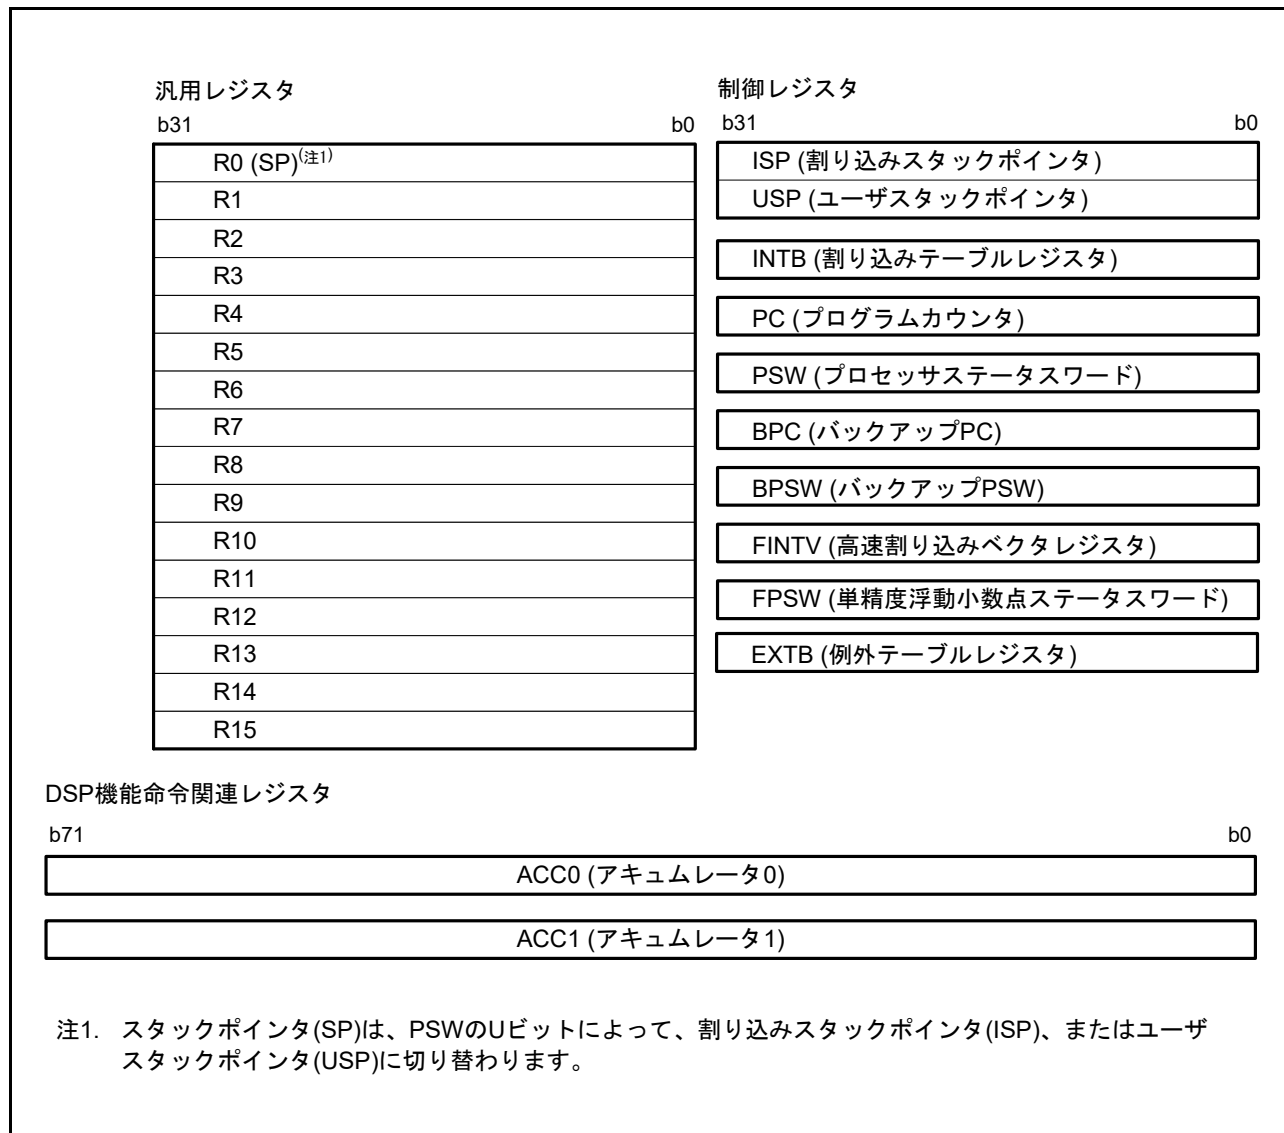 汎用レジスタ
b31 b0
R0 (SP)(注1)
R1
R2
R3
R4
R5
R6
R7
R8
R9
R10
R11
R12
R13
R14
R15
制御レジスタ
b31 b0
ISP (割り込みスタックポインタ)
USP (ユーザスタックポインタ)
INTB (割り込みテーブルレジスタ)
PC (プログラムカウンタ)
PSW (プロセッサステータスワード)
BPC (バックアップPC)
BPSW (バックアップPSW)
FINTV (高速割り込みベクタレジスタ)
FPSW (単精度浮動小数点ステータスワード)
EXTB (例外テーブルレジスタ)
DSP機能命令関連レジスタ
b71 b0
ACC0 (アキュムレータ0)
ACC1 (アキュムレータ1)
注1. スタックポインタ(SP)は、PSWのUビットによって、割り込みスタックポインタ(ISP)、またはユーザ
スタックポインタ(USP)に切り替わります。